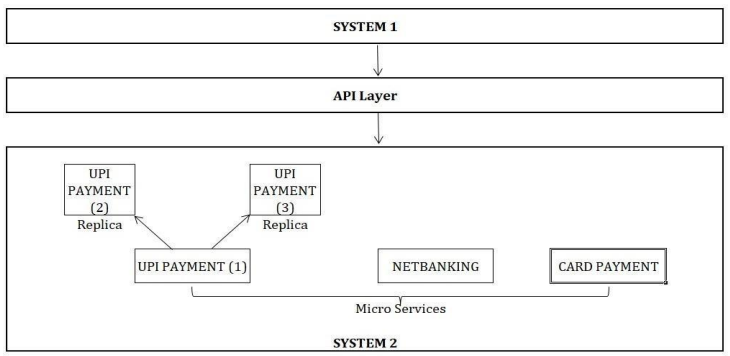 SYSTEM 1
API Layer
UPI
PAYMENT
(2)
Replica
UPI
PAYMENT
(3)
Replica
UPI PAYMENT (1)
NETBANKING
CARD PAYMENT
Micro Services
SYSTEM 2